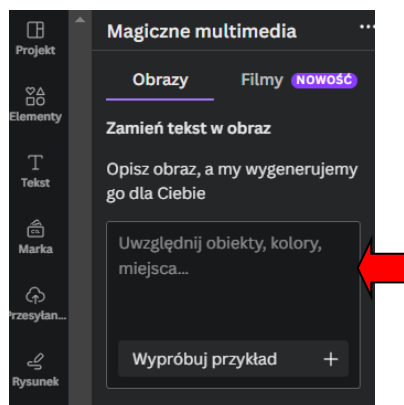 Projekt
Elementy
Tekst
Marka
Przesyłan...
Rysunek
Magiczne multimedia
Obrazy Filmy NOWOŚĆ
Zamień tekst w obraz
Opisz obraz, a my wygenerujemy
go dla Ciebie
Uwzględnij obiekty, kolory,
miejsca...
Wypróbuj przykład +